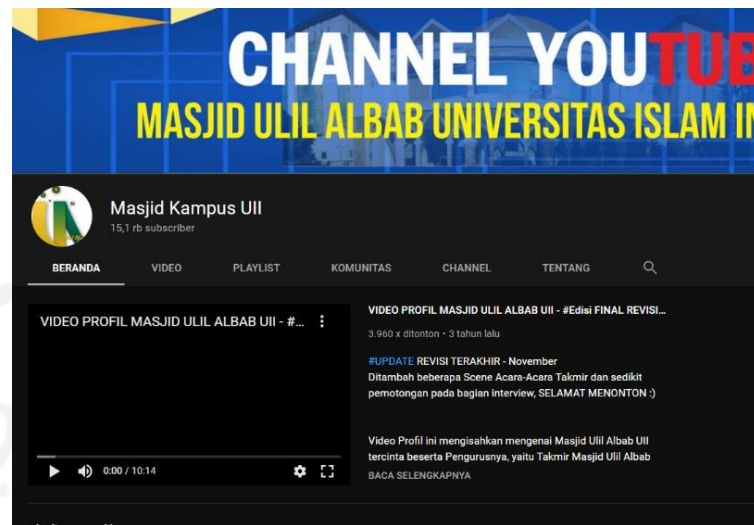 CHANNEL YOUTUB
MASJID ULIL ALBAB UNIVERSITAS ISLAM IN
Masjid Kampus UII
15,1 rb subscriber
BERANDA VIDEO PLAYLIST KOMUNITAS CHANNEL TENTANG
VIDEO PROFIL MASJID ULIL ALBAB UII - #...
VIDEO PROFIL MASJID ULIL ALBAB UII - #Edisi FINAL REVISI...
3.960 x ditonton • 3 tahun lalu
#UPDATE REVISI TERAKHIR - November
Ditambah beberapa Scene Acara-Acara Takmir dan sedikit
pemotongan pada bagian interview, SELAMAT MENONTON :)
Video Profil ini mengisahkan mengenai Masjid Ulil Albab UII
tercinta beserta Pengurusnya, yaitu Takmir Masjid Ulil Albab
BACA SELENGKAPNYA
0:00 / 10:14